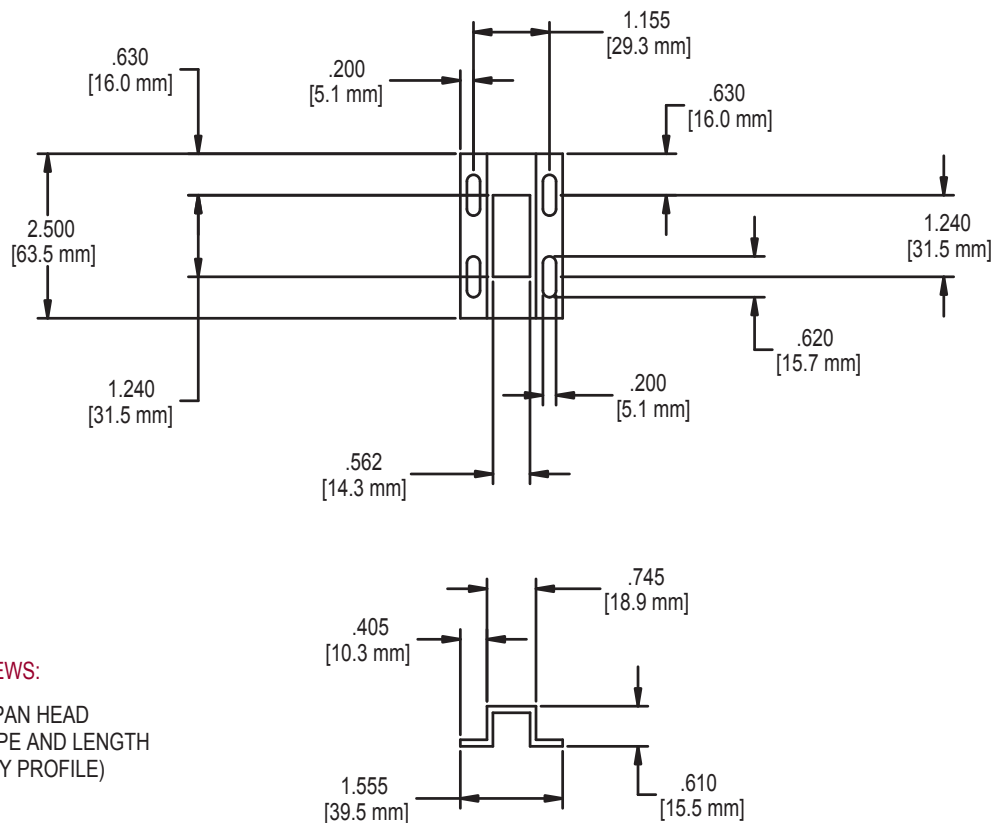 1.155
[29.3 mm]
.630
[16.0 mm]
.200
[5.1 mm]
.630
[16.0 mm]
2.500
[63.5 mm]
1.240
[31.5 mm]
.620
[15.7 mm]
1.240
[31.5 mm]
.200
[5.1 mm]
.562
[14.3 mm]
.745
[18.9 mm]
.405
[10.3 mm]
EWS:
PAN HEAD
PE AND LENGTH
Y PROFILE)
1.555
[39.5 mm]
.610
[15.5 mm]